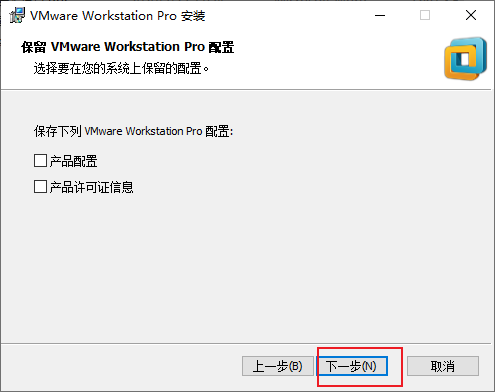 VMware Workstation Pro 安装
保留 VMware Workstation Pro 配置
选择要在您的系统上保留的配置。
保存下列 VMware Workstation Pro 配置:
产品配置
产品许可证信息
上一步(B) 下一步(N) 取消